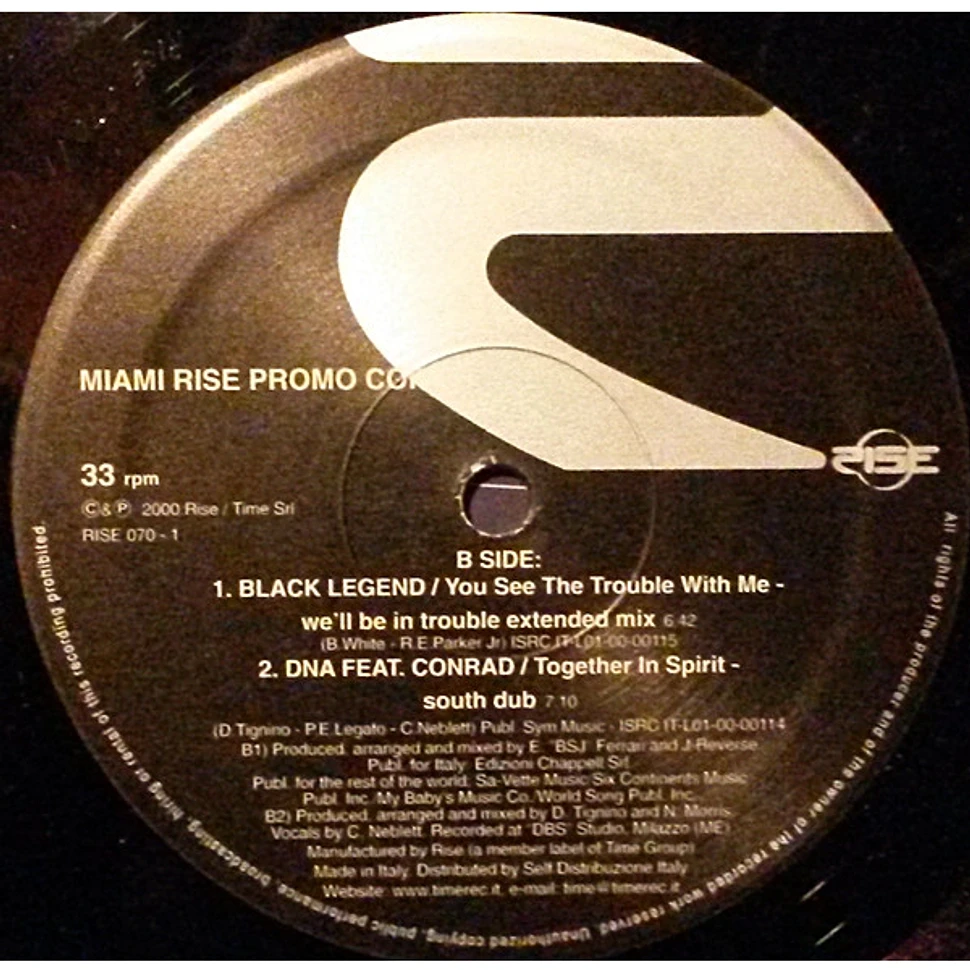 MIAMI RISE PROMO CO
RISE
33 rpm
©&℗ 2000 Rise / Time Srl
RISE 070 - 1
B SIDE:
1. BLACK LEGEND / You See The Trouble With Me -
we'll be in trouble extended mix 6.42
(B.White - R.E.Parker Jr) ISRC IT-L01-00-00115
2. DNA FEAT. CONRAD / Together In Spirit -
south dub 7.10
(D.Tignino - P.E.Legato - C.Neblett) Publ. Sym Music - ISRC IT-L01-00-00114
B1) Produced, arranged and mixed by E. "BSJ" Ferrari and J-Reverse
Publ. for Italy: Edizioni Chappell Srl
Publ. for the rest of the world: Sa-Vette Music/Six Continents Music
Publ. Inc./My Baby's Music Co./World Song Publ. Inc.
B2) Produced, arranged and mixed by D. Tignino and N. Morris.
Vocals by C. Neblett. Recorded at "DBS" Studio, Milazzo (ME)
Manufactured by Rise (a member label of Time Group)
Made in Italy. Distributed by Self Distribuzione Italy
Website: www.timerec.it, e-mail: time@timerec.it
All rights of the producer and of the owner of the recorded work reserved. Unauthorized copying, public performance, broadcasting, hiring or rental of this recording prohibited.